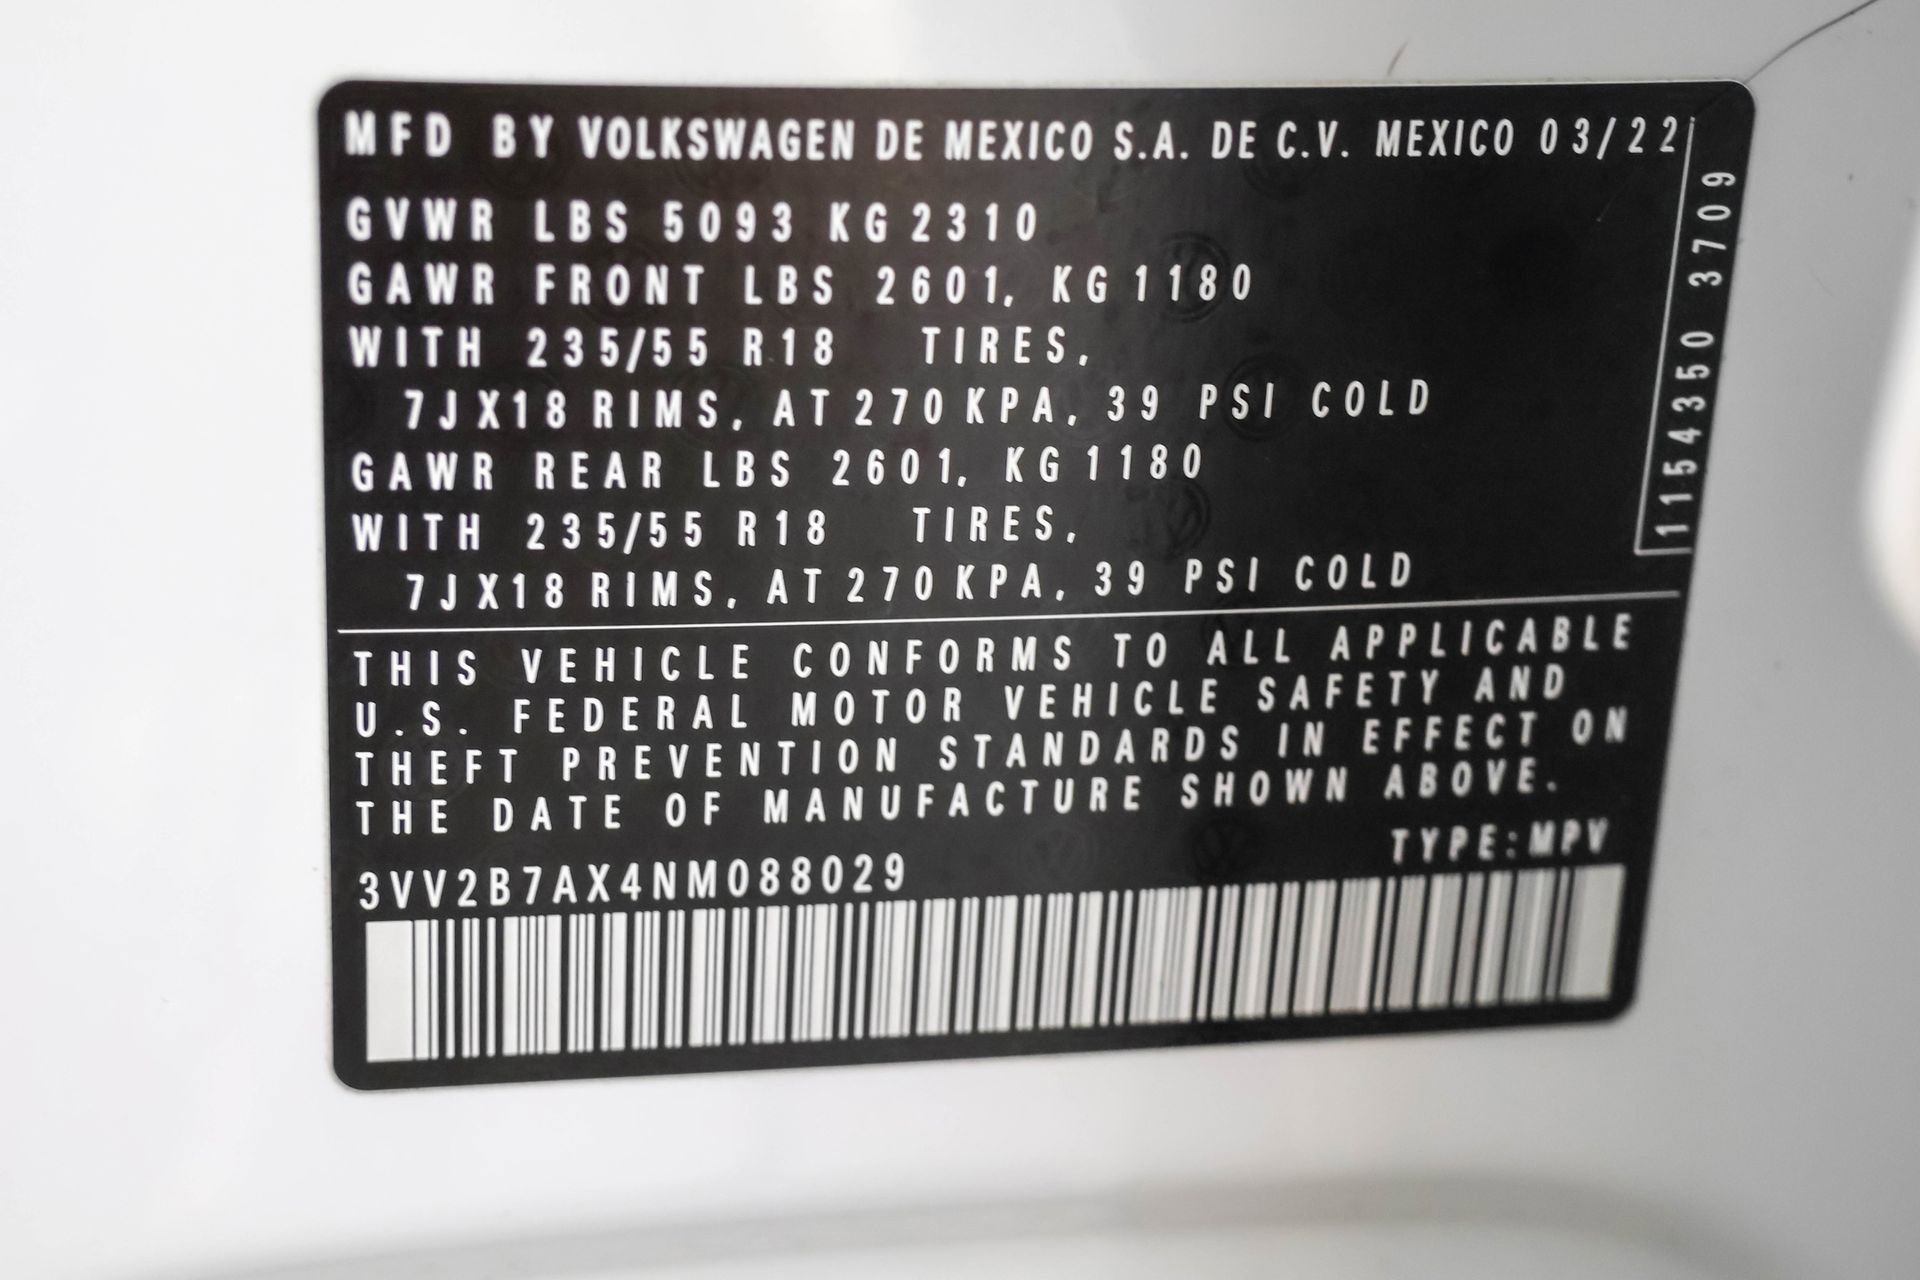 MFD BY VOLKSWAGEN DE MEXICO S.A. DE C.V. MEXICO 03/22
GVWR LBS 5093 KG 2310
GAWR FRONT LBS 2601, KG 1180
WITH 235/55 R18 TIRES,
7JX18 RIMS, AT 270 KPA, 39 PSI COLD
GAWR REAR LBS 2601, KG 1180
WITH 235/55 R18 TIRES,
7JX18 RIMS, AT 270 KPA, 39 PSI COLD
1154350 3709
THIS VEHICLE CONFORMS TO ALL APPLICABLE
U.S. FEDERAL MOTOR VEHICLE SAFETY AND
THEFT PREVENTION STANDARDS IN EFFECT ON
THE DATE OF MANUFACTURE SHOWN ABOVE.
TYPE:MPV
3VV2B7AX4NM088029